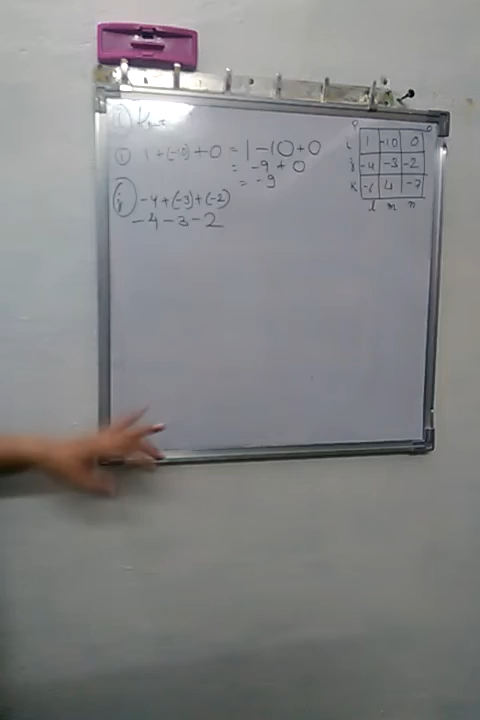 ① 1 + (-10) + 0 = 1 - 10 + 0
= -9 + 0
= -9
ⓙ -4 + (-3) + (-2)
-4 - 3 - 2
i 1 -10 0
j -4 -3 -2
K -6 4 -7
l m n